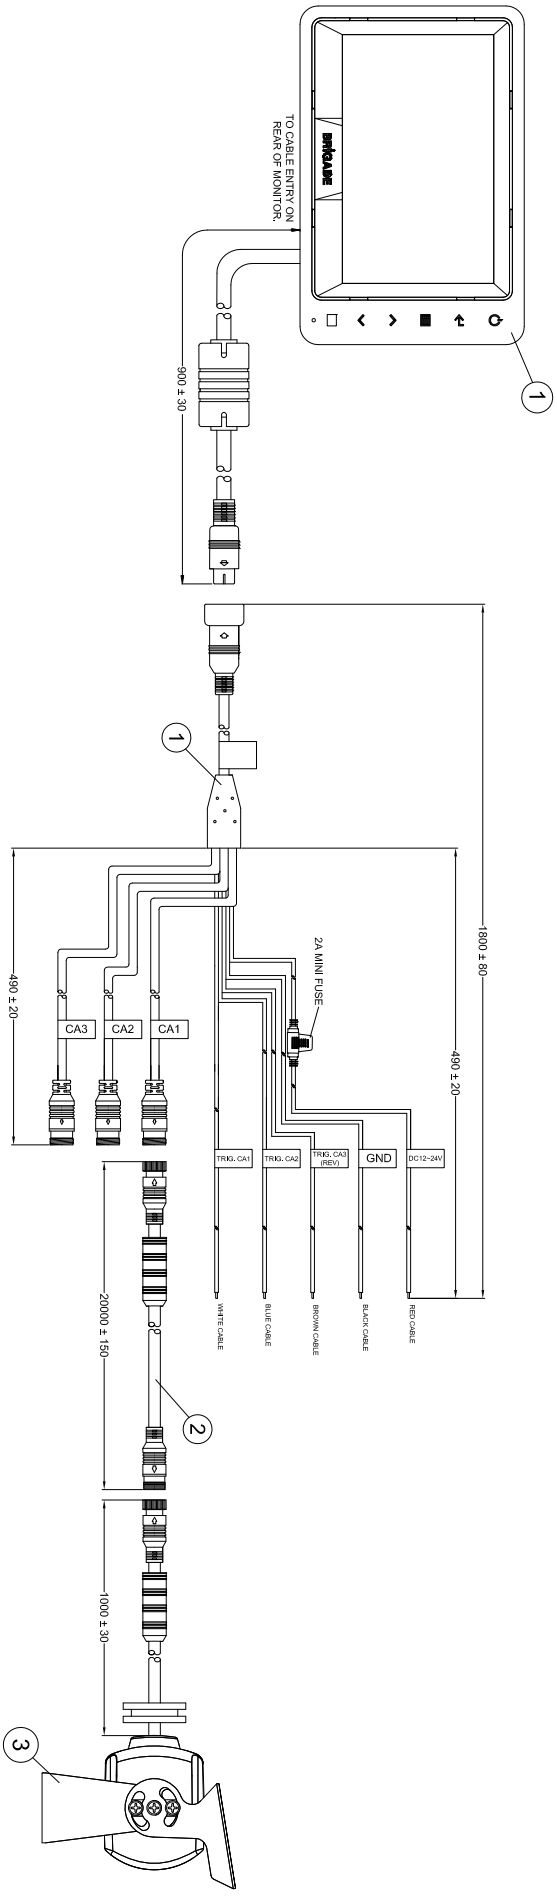 BRIGADE
TO CABLE ENTRY ON
REAR OF MONITOR.
1
900 ± 30
1
1800 ± 80
490 ± 20
490 ± 20
2A MINI FUSE
CA3
CA2
CA1
TRIG. CA1
TRIG. CA2
TRIG. CA3
(REV)
GND
DC12~24V
WHITE CABLE
BLUE CABLE
BROWN CABLE
BLACK CABLE
RED CABLE
20000 ± 150
2
1000 ± 30
3